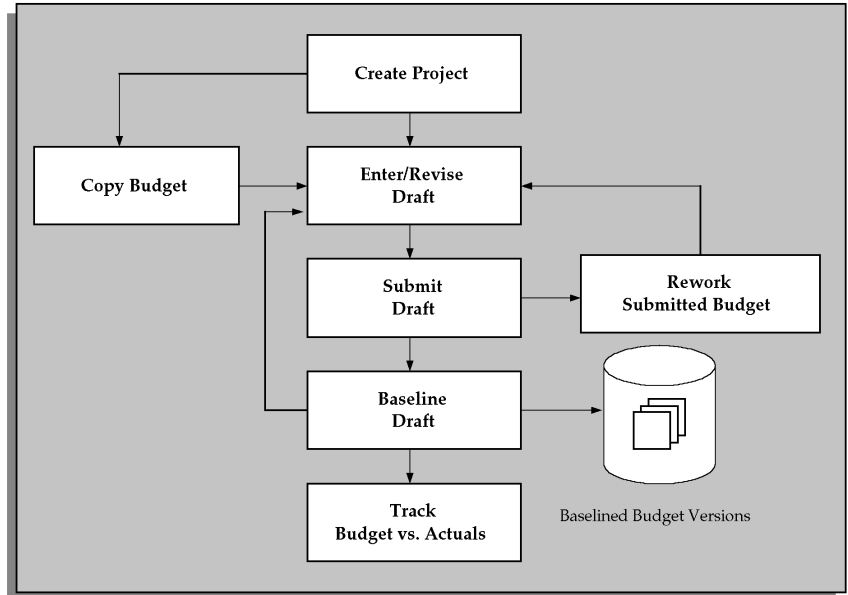 Create Project
Copy Budget
Enter/Revise
Draft
Submit
Draft
Rework
Submitted Budget
Baseline
Draft
Track
Budget vs. Actuals
Baselined Budget Versions